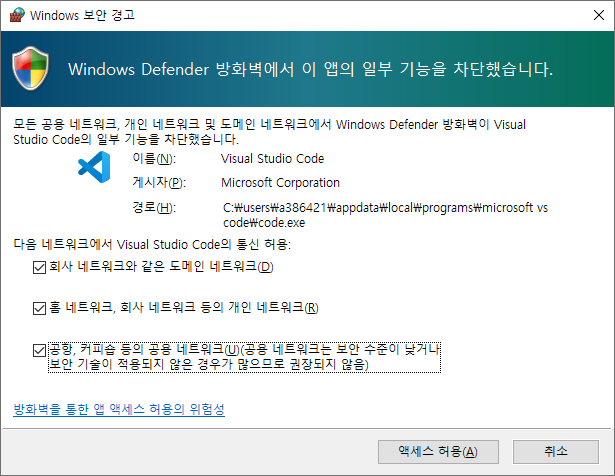 Windows 보안 경고
Windows Defender 방화벽에서 이 앱의 일부 기능을 차단했습니다.
모든 공용 네트워크, 개인 네트워크 및 도메인 네트워크에서 Windows Defender 방화벽이 Visual
Studio Code의 일부 기능을 차단했습니다.
이름(N): Visual Studio Code
게시자(P): Microsoft Corporation
경로(H): C:₩users₩a386421₩appdata₩local₩programs₩microsoft vs
code₩code.exe
다음 네트워크에서 Visual Studio Code의 통신 허용:
회사 네트워크와 같은 도메인 네트워크(D)
홈 네트워크, 회사 네트워크 등의 개인 네트워크(R)
공항, 커피숍 등의 공용 네트워크(U)(공용 네트워크는 보안 수준이 낮거나
보안 기술이 적용되지 않은 경우가 많으므로 권장되지 않음)
방화벽을 통한 앱 액세스 허용의 위험성
액세스 허용(A)
취소